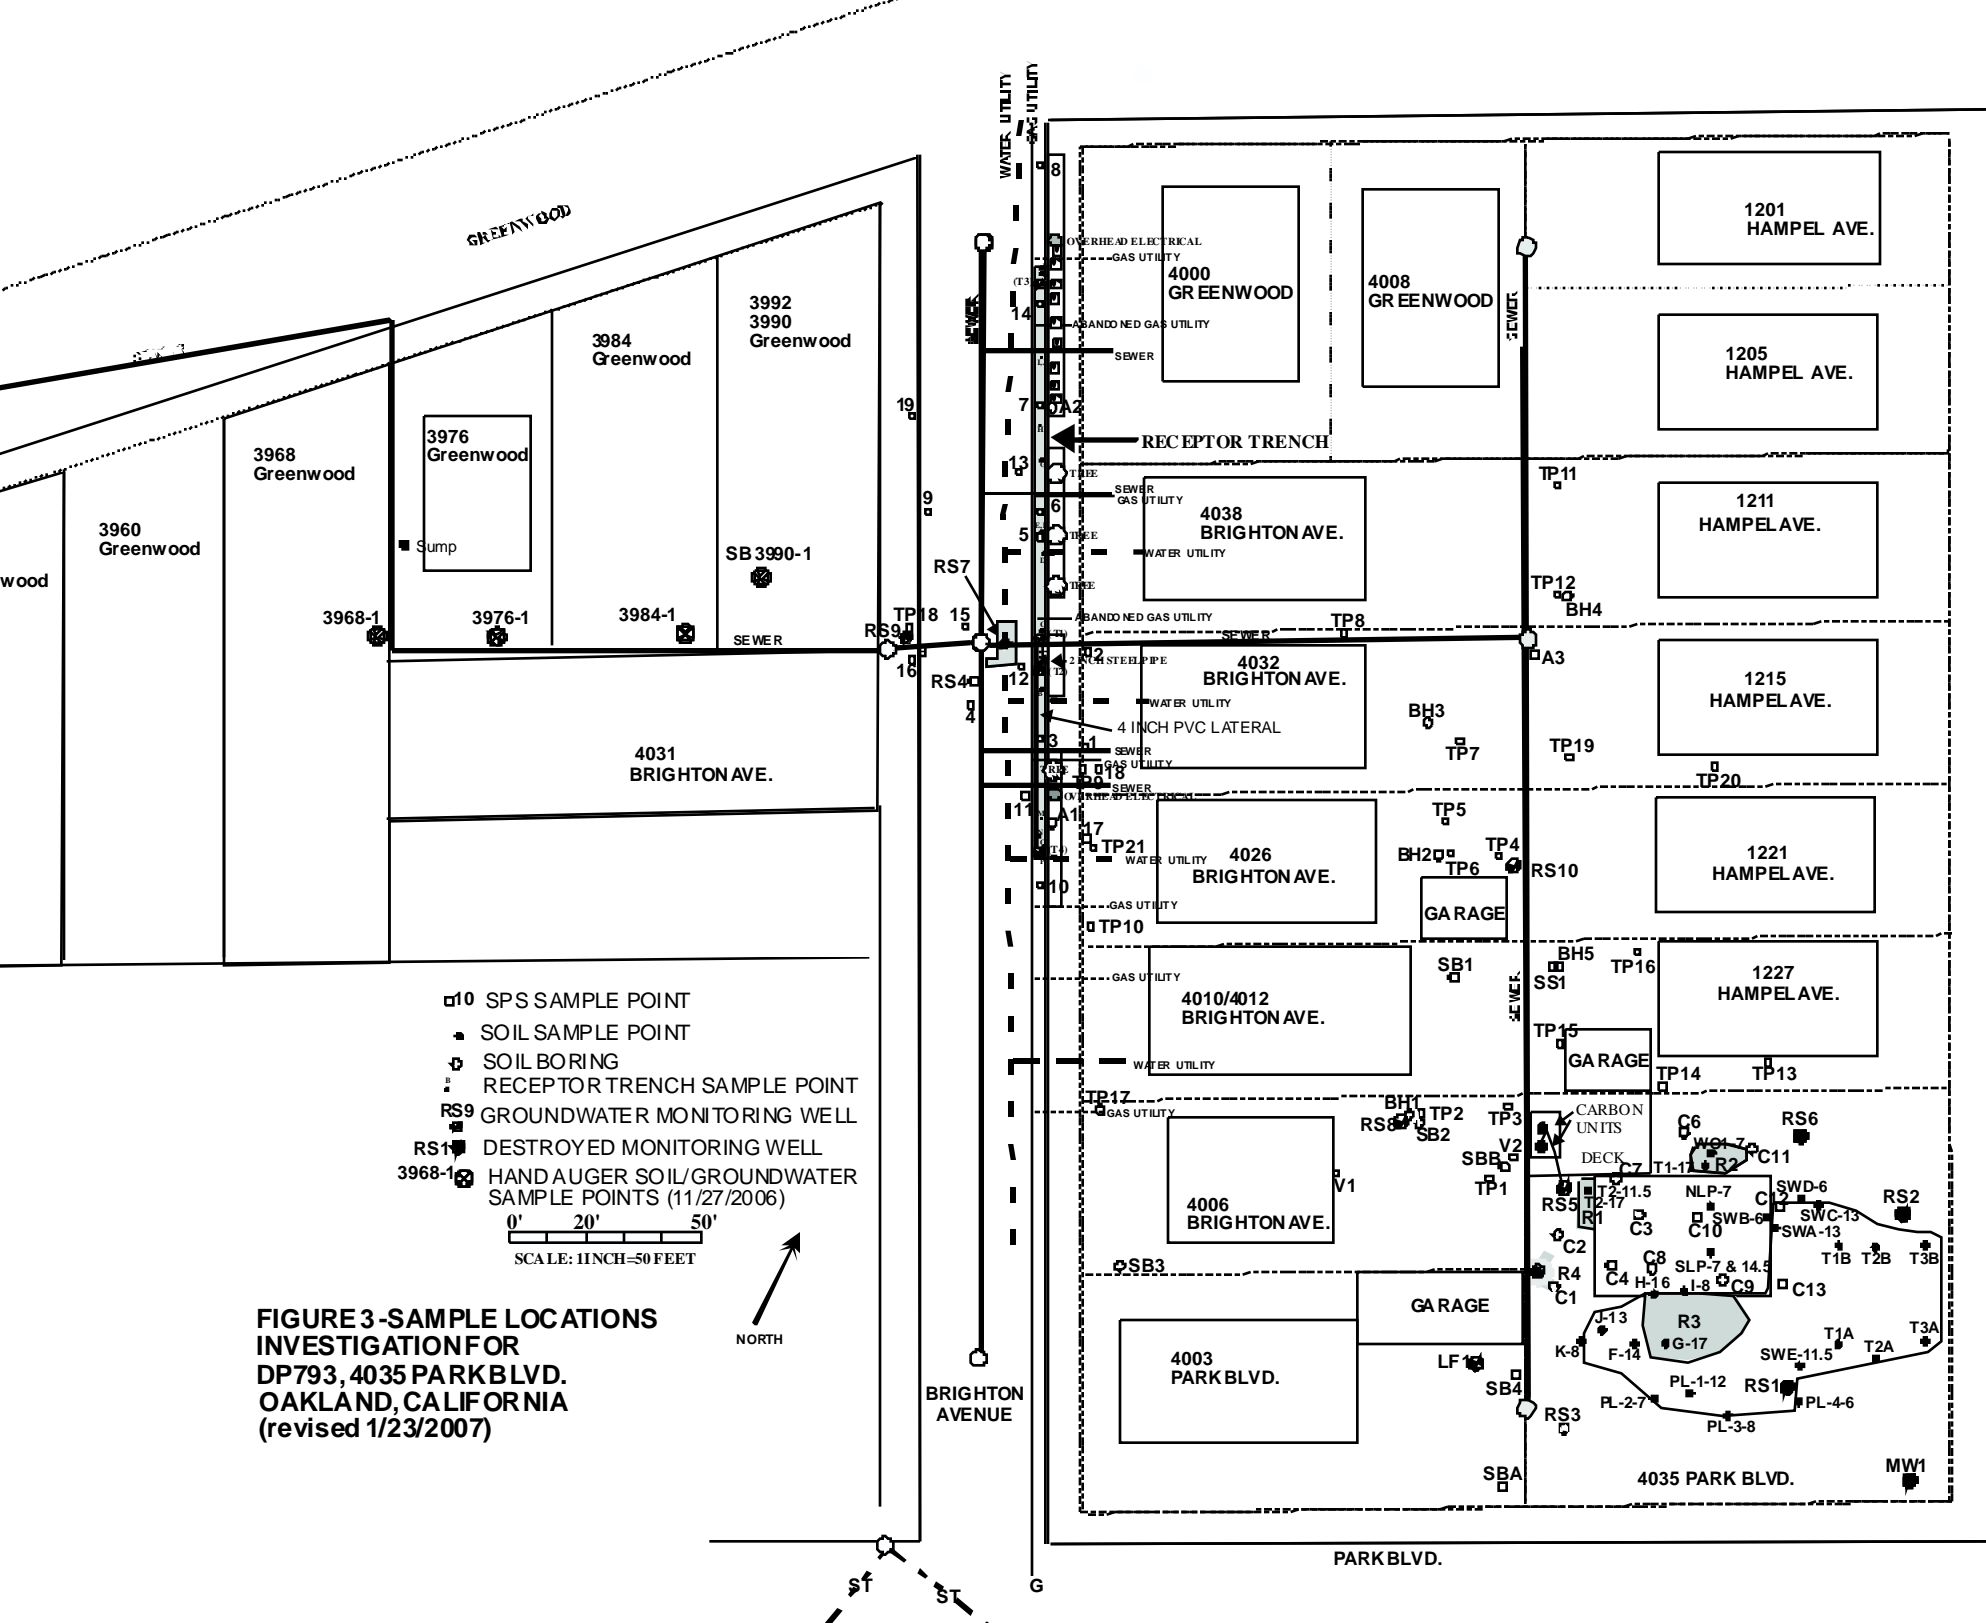 WATER UTILITY
GREENWOOD
8
OVERHEAD ELECTRICAL
GAS UTILITY
4000
GREENWOOD
4008
GREENWOOD
1201
HAMPEL AVE.
3992
3990
Greenwood
3984
Greenwood
SEWER
(T3)
14
ABANDONED GAS UTILITY
SEWER
SEWER
1205
HAMPEL AVE.
19
7
A2
RECEPTOR TRENCH
3976
Greenwood
3968
Greenwood
13
TREE
SEWER
GAS UTILITY
TP11
9
6
5
TREE
4038
BRIGHTON AVE.
1211
HAMPEL AVE.
3960
Greenwood
Sump
SB3990-1
WATER UTILITY
wood
RS7
TREE
TP12
BH4
3968-1
3976-1
3984-1
SEWER
TP18
RS9
15
ABANDONED GAS UTILITY
(T1)
SEWER
TP8
16
12
2
2 INCH STEEL PIPE
(T2)
4032
BRIGHTON AVE.
A3
1215
HAMPEL AVE.
RS4
4
WATER UTILITY
4 INCH PVC LATERAL
BH3
TP7
TP19
TP20
3
1
SEWER
GAS UTILITY
4031
BRIGHTON AVE.
TREE
18
TP9
SEWER
OVERHEAD ELECTRICAL
11
A1
17
TP21
(T4)
WATER UTILITY
4026
BRIGHTON AVE.
TP5
BH2
TP6
TP4
RS10
1221
HAMPEL AVE.
10
GAS UTILITY
GARAGE
TP10
GAS UTILITY
SB1
BH5
SS1
TP16
4010/4012
BRIGHTON AVE.
SEWER
1227
HAMPEL AVE.
10 SPS SAMPLE POINT
SOIL SAMPLE POINT
SOIL BORING
B RECEPTOR TRENCH SAMPLE POINT
RS9 GROUNDWATER MONITORING WELL
RS1 DESTROYED MONITORING WELL
3968-1 HAND AUGER SOIL/GROUNDWATER
SAMPLE POINTS (11/27/2006)
0' 20' 50'
SCALE: 1 INCH=50 FEET
NORTH
WATER UTILITY
TP15
GARAGE
TP14
TP13
TP17
GAS UTILITY
BH1
RS8
TP2
SB2
TP3
V2
CARBON
UNITS
DECK
C6
RS6
WO1-7
R2
C11
SBB
TP1
V1
C7
T1-17
4006
BRIGHTON AVE.
RS5
T2-11.5
T2-17
R1
NLP-7
C12
SWD-6
RS2
C3
C10
SWB-6
SWC-13
SWA-13
C2
T1B
T2B
T3B
SB3
R4
C4
C8
SLP-7 & 14.5
C1
H-16
I-8
C9
C13
GARAGE
J-13
R3
K-8
F-14
G-17
T1A
T2A
T3A
4003
PARK BLVD.
LF1
SWE-11.5
SB4
PL-1-12
RS1
PL-2-7
PL-4-6
RS3
PL-3-8
FIGURE 3 -SAMPLE LOCATIONS
INVESTIGATION FOR
DP793, 4035 PARK BLVD.
OAKLAND, CALIFORNIA
(revised 1/23/2007)
BRIGHTON
AVENUE
SBA
4035 PARK BLVD.
MW1
PARK BLVD.
ST
ST
G